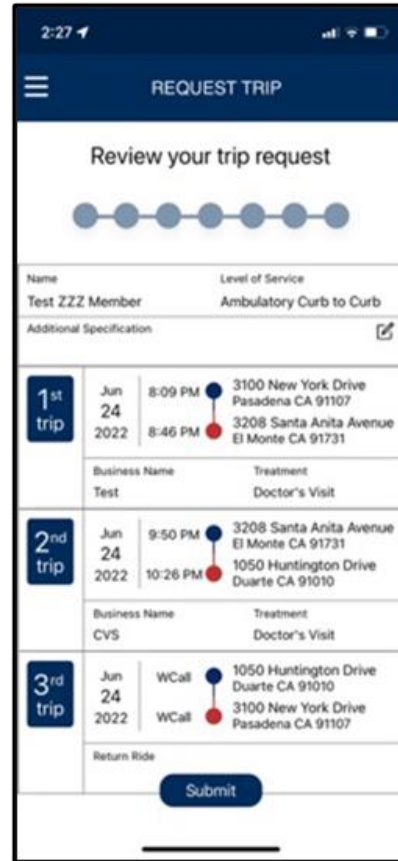 2:27
REQUEST TRIP
Review your trip request
Name Level of Service
Test ZZZ Member Ambulatory Curb to Curb
Additional Specification
1st trip
Jun 24 2022
8:09 PM 3100 New York Drive
Pasadena CA 91107
8:46 PM 3208 Santa Anita Avenue
El Monte CA 91731
Business Name Treatment
Test Doctor's Visit
2nd trip
Jun 24 2022
9:50 PM 3208 Santa Anita Avenue
El Monte CA 91731
10:26 PM 1050 Huntington Drive
Duarte CA 91010
Business Name Treatment
CVS Doctor's Visit
3rd trip
Jun 24 2022
WCall 1050 Huntington Drive
Duarte CA 91010
WCall 3100 New York Drive
Pasadena CA 91107
Return Ride
Submit